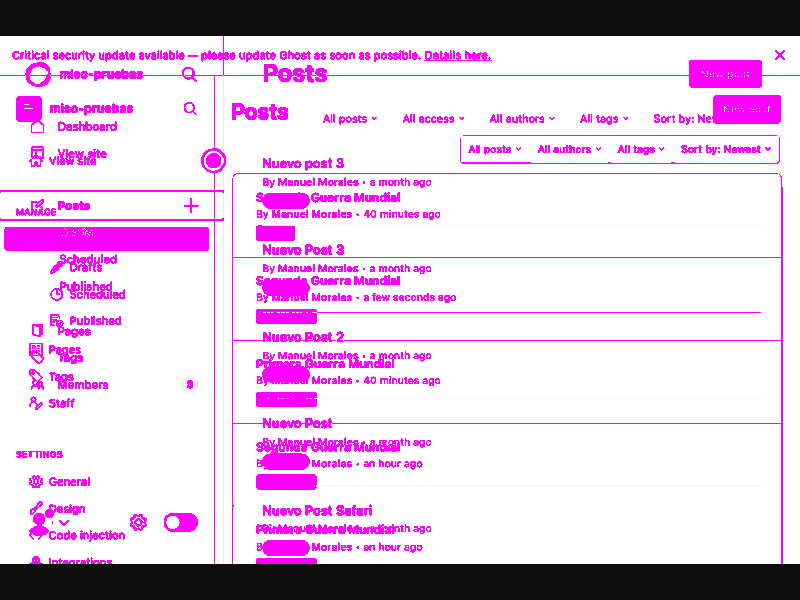 Critical security update available — please update Ghost as soon as possible. Details here.
miso-pruebas
Posts
New post
miso-pruebas
Posts
New post
All posts
All access
All authors
All tags
Sort by: Ne
Dashboard
View site
View site
All posts
All authors
All tags
Sort by: Newest
Nuevo post 3
By Manuel Morales • a month ago
Posts
MANAGE
Guerra Mundial
By Manuel Morales • 40 minutes ago
Scheduled
Drafts
Nuevo Post 3
By Manuel Morales • a month ago
Published
Scheduled
Segunda Guerra Mundial
By Manuel Morales • a few seconds ago
Published
Pages
Nuevo Post 2
Pages
Tags
By Manuel Morales • a month ago
Primera Guerra Mundial
Tags
Members
9
By Manuel Morales • 40 minutes ago
Staff
Nuevo Post
By Manuel Morales • a month ago
Segunda Guerra Mundial
SETTINGS
Manuel Morales • an hour ago
General
Design
Nuevo Post Safari
Code injection
Primera Guerra Mundial
Manuel Morales • an hour ago
Integrations